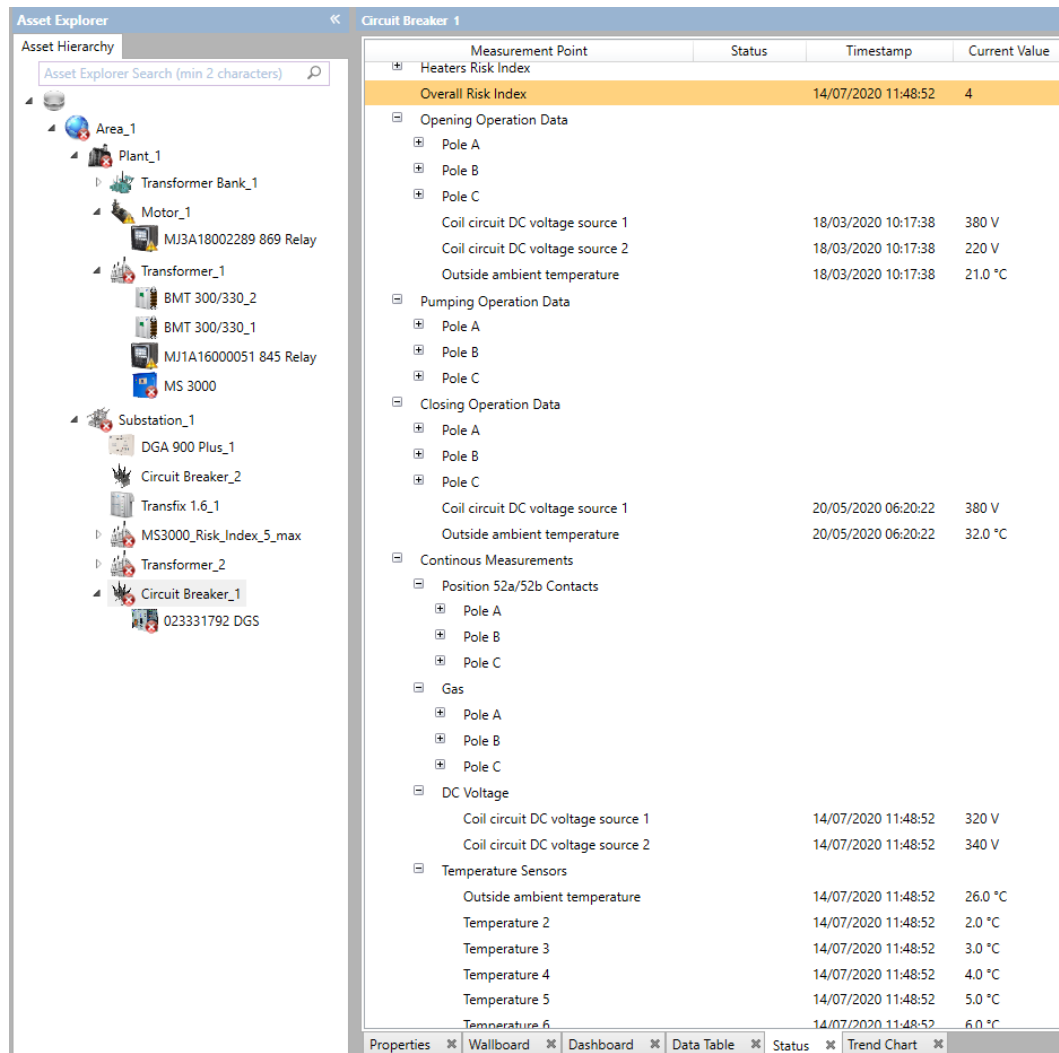 Asset Explorer
Asset Hierarchy
Asset Explorer Search (min 2 characters)
Area_1
Plant_1
Transformer Bank_1
Motor_1
MJ3A18002289 869 Relay
Transformer_1
BMT 300/330_2
BMT 300/330_1
MJ1A16000051 845 Relay
MS 3000
Substation_1
DGA 900 Plus_1
Circuit Breaker_2
Transfix 1.6_1
MS3000_Risk_Index_5_max
Transformer_2
Circuit Breaker_1
023331792 DGS
Circuit Breaker 1
Measurement Point Status Timestamp Current Value
Heaters Risk Index
Overall Risk Index 14/07/2020 11:48:52 4
Opening Operation Data
Pole A
Pole B
Pole C
Coil circuit DC voltage source 1 18/03/2020 10:17:38 380 V
Coil circuit DC voltage source 2 18/03/2020 10:17:38 220 V
Outside ambient temperature 18/03/2020 10:17:38 21.0 °C
Pumping Operation Data
Pole A
Pole B
Pole C
Closing Operation Data
Pole A
Pole B
Pole C
Coil circuit DC voltage source 1 20/05/2020 06:20:22 380 V
Outside ambient temperature 20/05/2020 06:20:22 32.0 °C
Continous Measurements
Position 52a/52b Contacts
Pole A
Pole B
Pole C
Gas
Pole A
Pole B
Pole C
DC Voltage
Coil circuit DC voltage source 1 14/07/2020 11:48:52 320 V
Coil circuit DC voltage source 2 14/07/2020 11:48:52 340 V
Temperature Sensors
Outside ambient temperature 14/07/2020 11:48:52 26.0 °C
Temperature 2 14/07/2020 11:48:52 2.0 °C
Temperature 3 14/07/2020 11:48:52 3.0 °C
Temperature 4 14/07/2020 11:48:52 4.0 °C
Temperature 5 14/07/2020 11:48:52 5.0 °C
Temperature 6 14/07/2020 11:48:52 6.0 °C
Properties Wallboard Dashboard Data Table Status Trend Chart